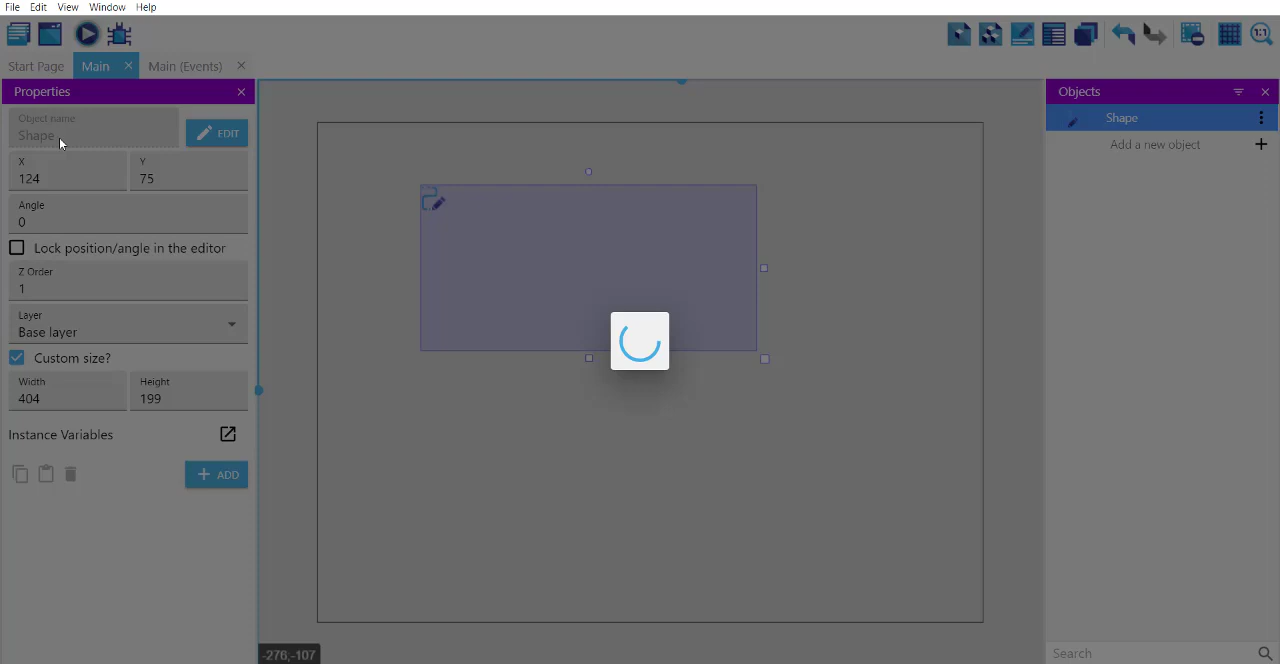 File Edit View Window Help
1:1
Start Page Main Main (Events)
Properties
Object name
Shape
EDIT
X
124
Y
75
Angle
0
Lock position/angle in the editor
Z Order
1
Layer
Base layer
Custom size?
Width
404
Height
199
Instance Variables
ADD
-276,-107
Objects
Shape
Add a new object
Search